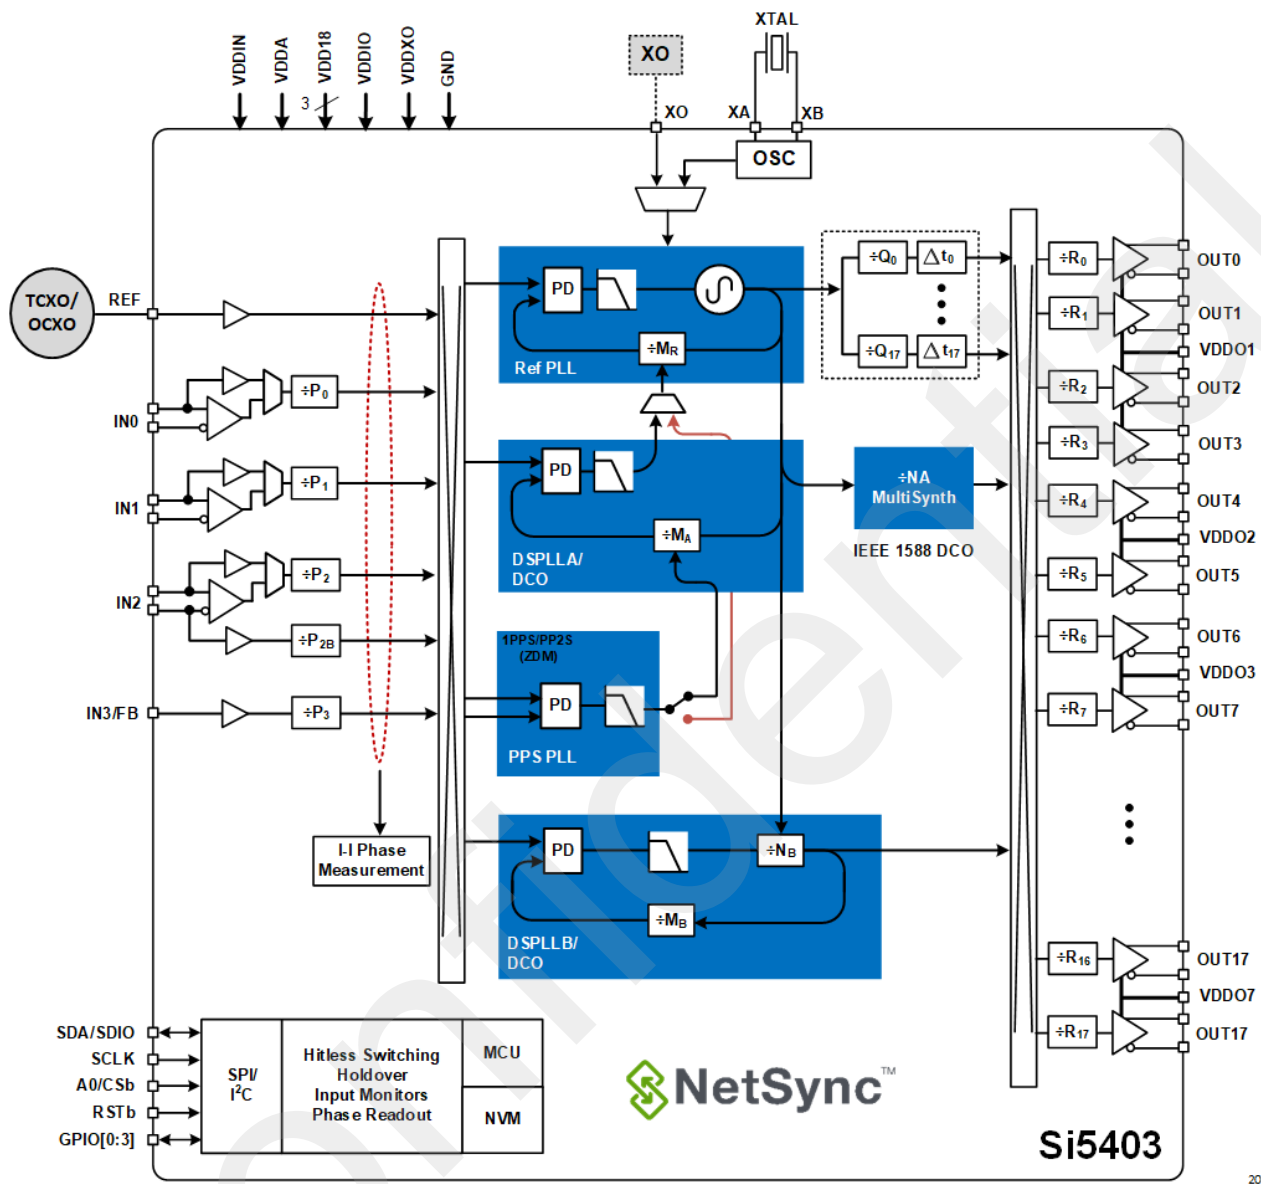 XTAL
XO
VDDIN
VDDA
VDD18
VDDIO
VDDXO
GND
3
XO
XA
XB
OSC
TCXO/
OCXO
REF
PD
÷MR
Ref PLL
÷Q0
Δt0
÷Q17
Δt17
÷R0
OUT0
÷R1
OUT1
VDDO1
÷R2
OUT2
÷R3
OUT3
÷R4
OUT4
VDDO2
÷R5
OUT5
÷R6
OUT6
VDDO3
÷R7
OUT7
IN0
÷P0
IN1
÷P1
IN2
÷P2
÷P2B
IN3/FB
÷P3
PD
÷MA
DSPLLA/
DCO
÷NA
MultiSynth
IEEE 1588 DCO
1PPS/PP2S
(ZDM)
PD
PPS PLL
I-I Phase
Measurement
PD
÷NB
÷MB
DSPLLB/
DCO
÷R16
OUT17
VDDO7
÷R17
OUT17
SDA/SDIO
SCLK
A0/CSb
RSTb
GPIO[0:3]
SPI/
I2C
Hitless Switching
Holdover
Input Monitors
Phase Readout
MCU
NVM
NetSync™
Si5403
20
onfidential